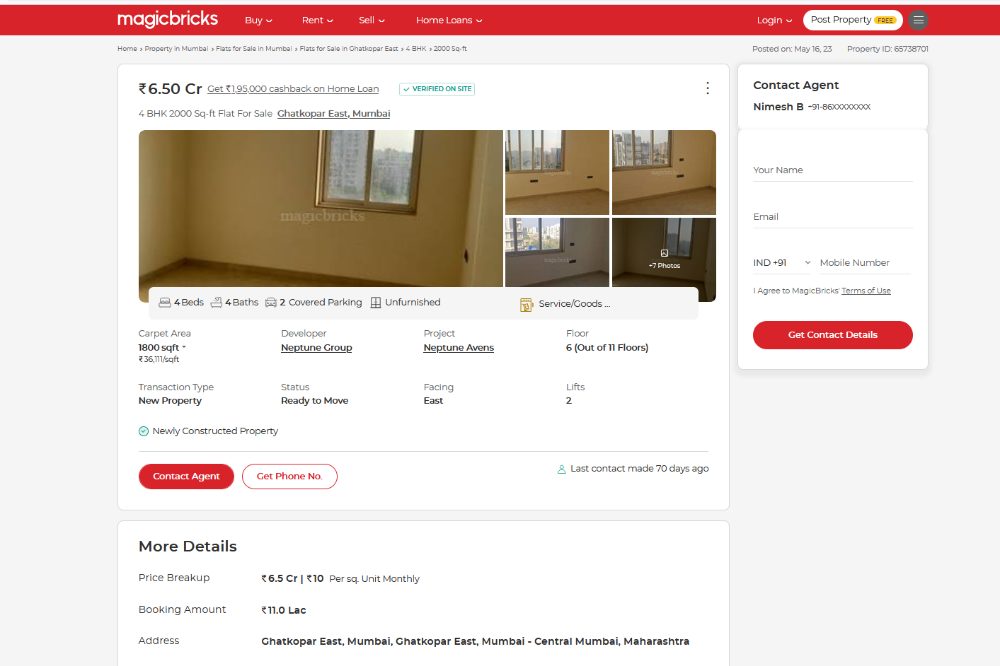 magicbricks
Buy Rent Sell Home Loans Login Post Property FREE
Home › Property in Mumbai › Flats for Sale in Mumbai › Flats for Sale in Ghatkopar East › 4 BHK › 2000 Sq-ft
Posted on: May 16, 23 Property ID: 65738701
₹6.50 Cr Get ₹1,95,000 cashback on Home Loan VERIFIED ON SITE
4 BHK 2000 Sq-ft Flat For Sale Ghatkopar East, Mumbai
magicbricks
magicbricks
magicbricks
magicbricks
+7 Photos
4 Beds 4 Baths 2 Covered Parking Unfurnished Service/Goods ...
Carpet Area Developer Project Floor
1800 sqft Neptune Group Neptune Avens 6 (Out of 11 Floors)
₹36,111/sqft
Transaction Type Status Facing Lifts
New Property Ready to Move East 2
Newly Constructed Property
Contact Agent Get Phone No. Last contact made 70 days ago
More Details
Price Breakup ₹6.5 Cr | ₹10 Per sq. Unit Monthly
Booking Amount ₹11.0 Lac
Address Ghatkopar East, Mumbai, Ghatkopar East, Mumbai - Central Mumbai, Maharashtra
Contact Agent
Nimesh B +91-86XXXXXXXX
Your Name
Email
IND +91 Mobile Number
I Agree to MagicBricks' Terms of Use
Get Contact Details